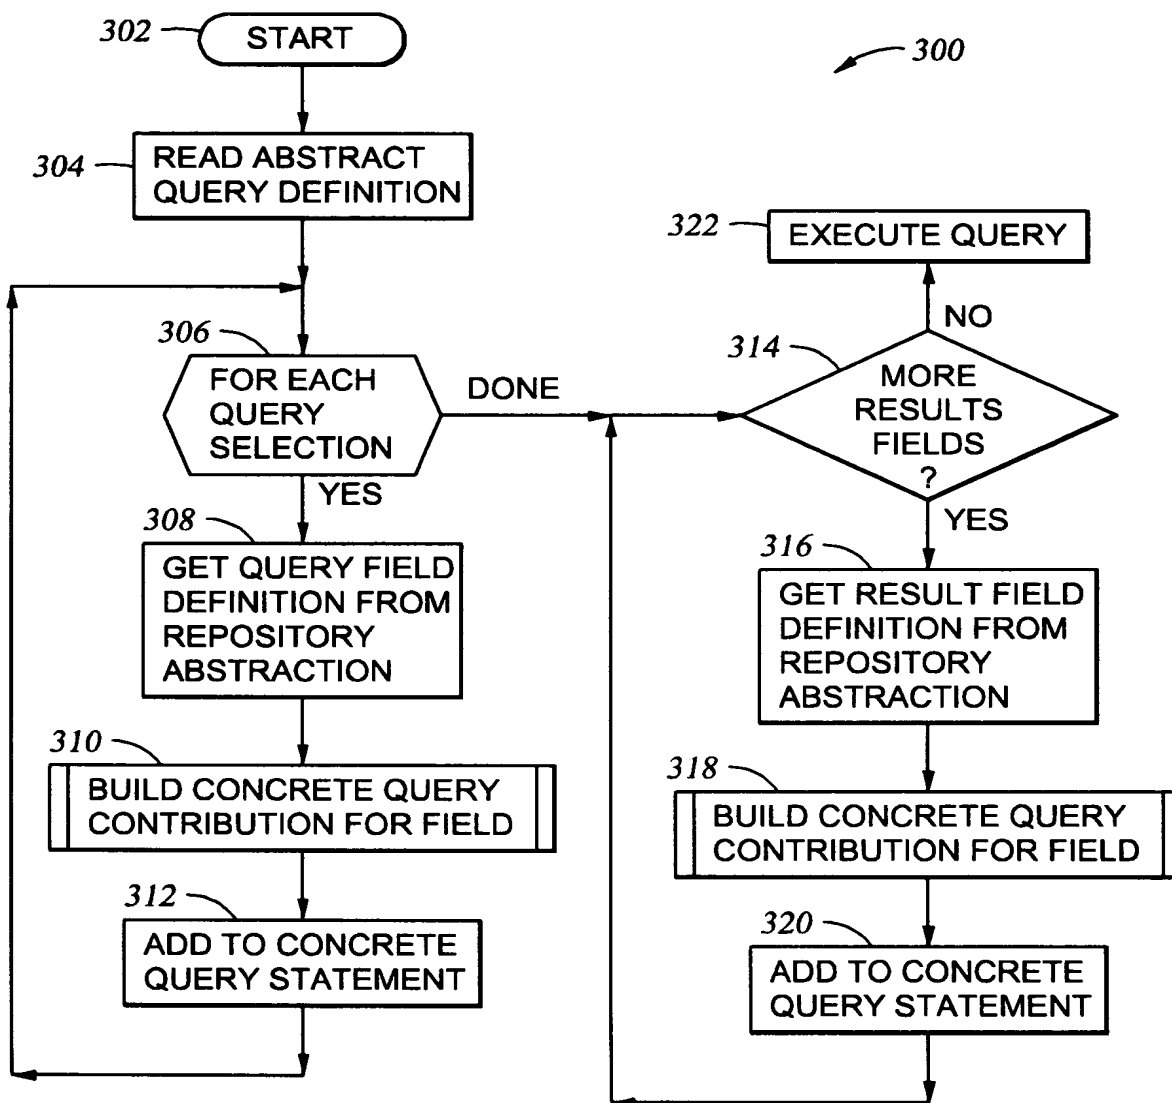 302
START
300
304
READ ABSTRACT
QUERY DEFINITION
306
FOR EACH
QUERY
SELECTION
DONE
YES
308
GET QUERY FIELD
DEFINITION FROM
REPOSITORY
ABSTRACTION
310
BUILD CONCRETE QUERY
CONTRIBUTION FOR FIELD
312
ADD TO CONCRETE
QUERY STATEMENT
322
EXECUTE QUERY
NO
314
MORE
RESULTS
FIELDS
?
YES
316
GET RESULT FIELD
DEFINITION FROM
REPOSITORY
ABSTRACTION
318
BUILD CONCRETE QUERY
CONTRIBUTION FOR FIELD
320
ADD TO CONCRETE
QUERY STATEMENT